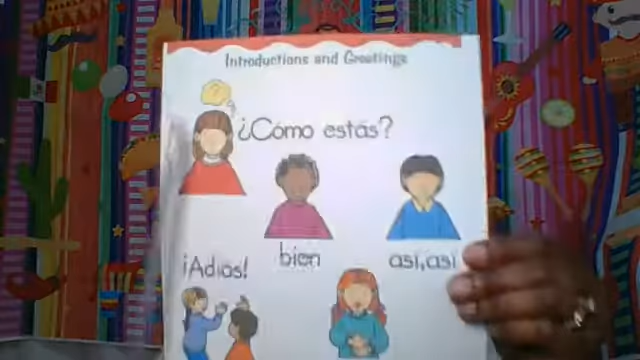 Introductions and Greetings
?
¿Cómo estás?
bien
así, así
¡Adiós!